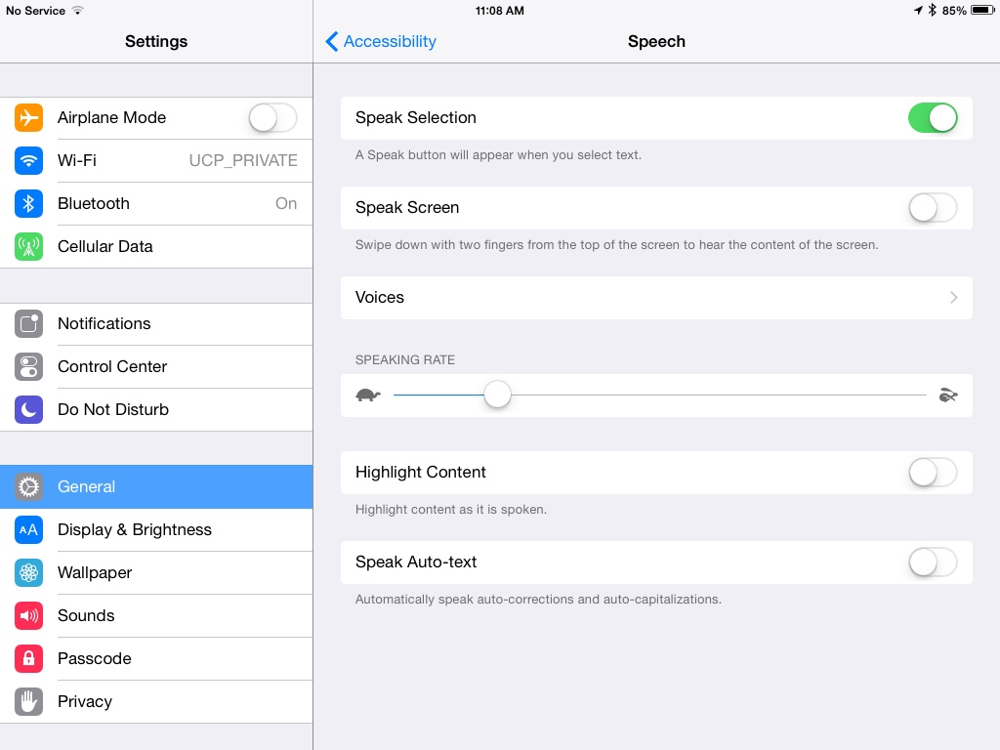 No Service
11:08 AM
85%
Settings
Accessibility
Speech
Airplane Mode
Wi-Fi UCP_PRIVATE
Bluetooth On
Cellular Data
Notifications
Control Center
Do Not Disturb
General
AA Display & Brightness
Wallpaper
Sounds
Passcode
Privacy
Speak Selection
A Speak button will appear when you select text.
Speak Screen
Swipe down with two fingers from the top of the screen to hear the content of the screen.
Voices
SPEAKING RATE
Highlight Content
Highlight content as it is spoken.
Speak Auto-text
Automatically speak auto-corrections and auto-capitalizations.